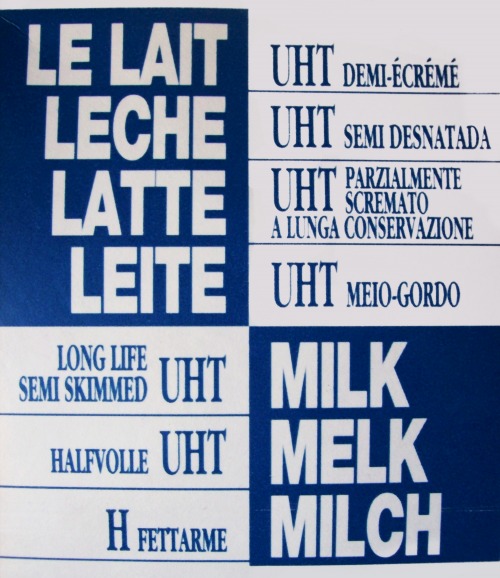 LE LAIT
LECHE
LATTE
LEITE
UHT DEMI-ÉCRÉMÉ
UHT SEMI DESNATADA
UHT PARZIALMENTE
SCREMATO
A LUNGA CONSERVAZIONE
UHT MEIO-GORDO
LONG LIFE
SEMI SKIMMED UHT
HALFVOLLE UHT
H FETTARME
MILK
MELK
MILCH